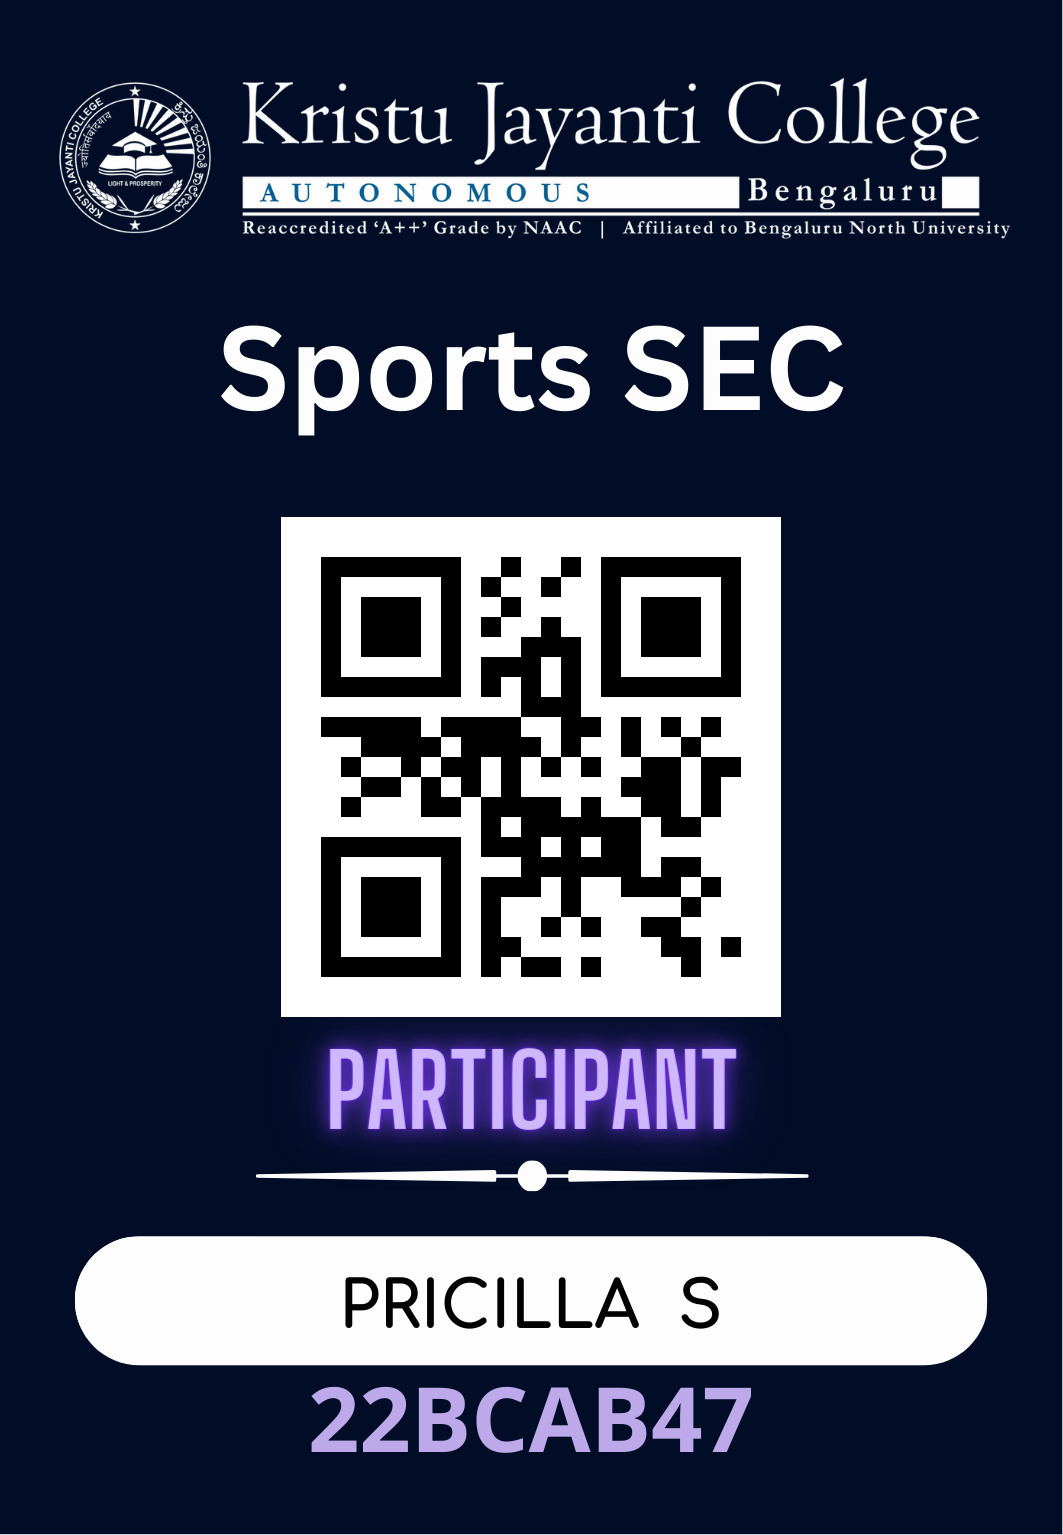 Kristu Jayanti College
AUTONOMOUS Bengaluru
Reaccredited ‘A++’ Grade by NAAC | Affiliated to Bengaluru North University
KRISTU JAYANTI COLLEGE
LIGHT & PROSPERITY
Sports SEC
PARTICIPANT
PRICILLA S
22BCAB47